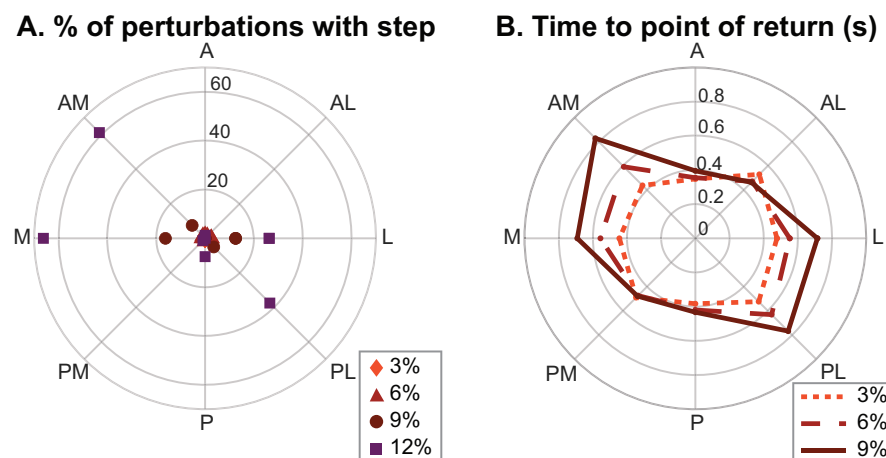 A. % of perturbations with step
A
60
40
20
AM
AL
M
L
PM
PL
P
3%
6%
9%
12%
B. Time to point of return (s)
A
0.8
0.6
0.4
0.2
0
AM
AL
M
L
PM
PL
P
3%
6%
9%